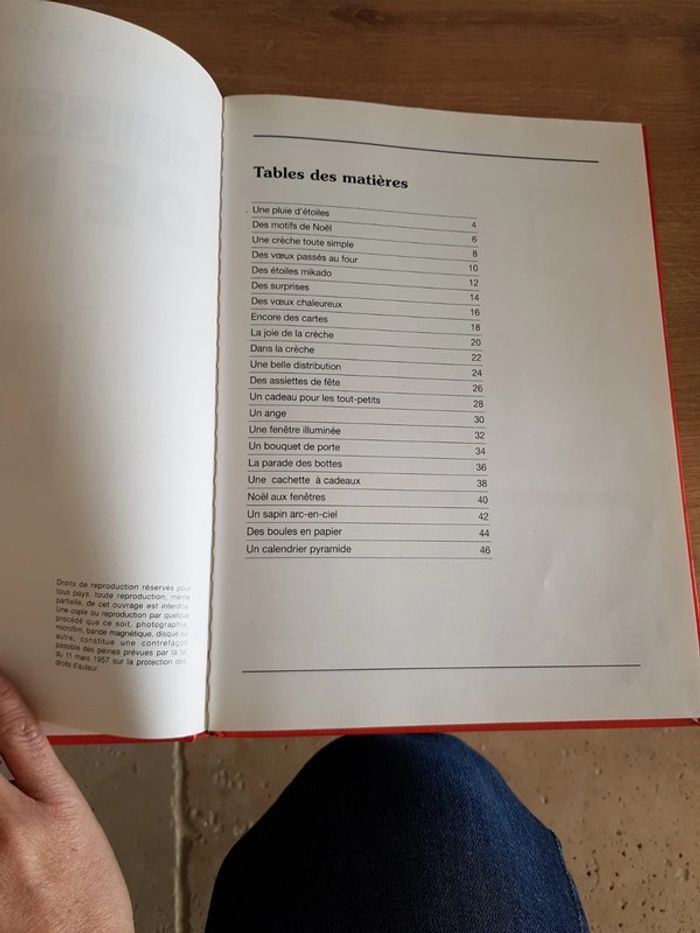 Droits de reproduction réservés pour
tous pays, toute reproduction, même
partielle, de cet ouvrage est interdite.
Une copie ou reproduction par quelque
procédé que ce soit, photographie,
microfilm, bande magnétique, disque ou
autre, constitue une contrefaçon
passible des peines prévues par la loi
du 11 mars 1957 sur la protection des
droits d'auteur.
Tables des matières
Une pluie d'étoiles 4
Des motifs de Noël 6
Une crèche toute simple 8
Des vœux passés au four 10
Des étoiles mikado 12
Des surprises 14
Des vœux chaleureux 16
Encore des cartes 18
La joie de la crèche 20
Dans la crèche 22
Une belle distribution 24
Des assiettes de fête 26
Un cadeau pour les tout-petits 28
Un ange 30
Une fenêtre illuminée 32
Un bouquet de porte 34
La parade des bottes 36
Une cachette à cadeaux 38
Noël aux fenêtres 40
Un sapin arc-en-ciel 42
Des boules en papier 44
Un calendrier pyramide 46